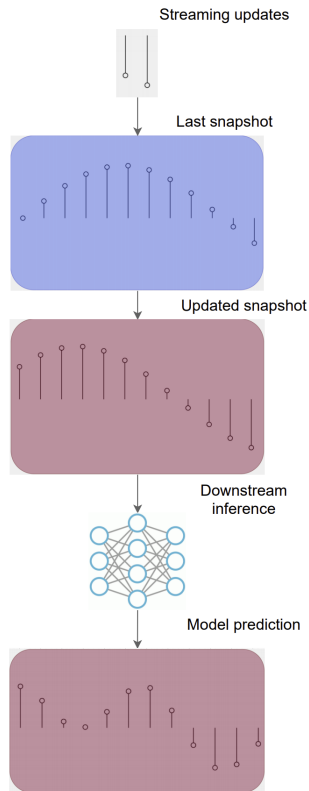 Streaming updates
Last snapshot
Updated snapshot
Downstream
inference
Model prediction